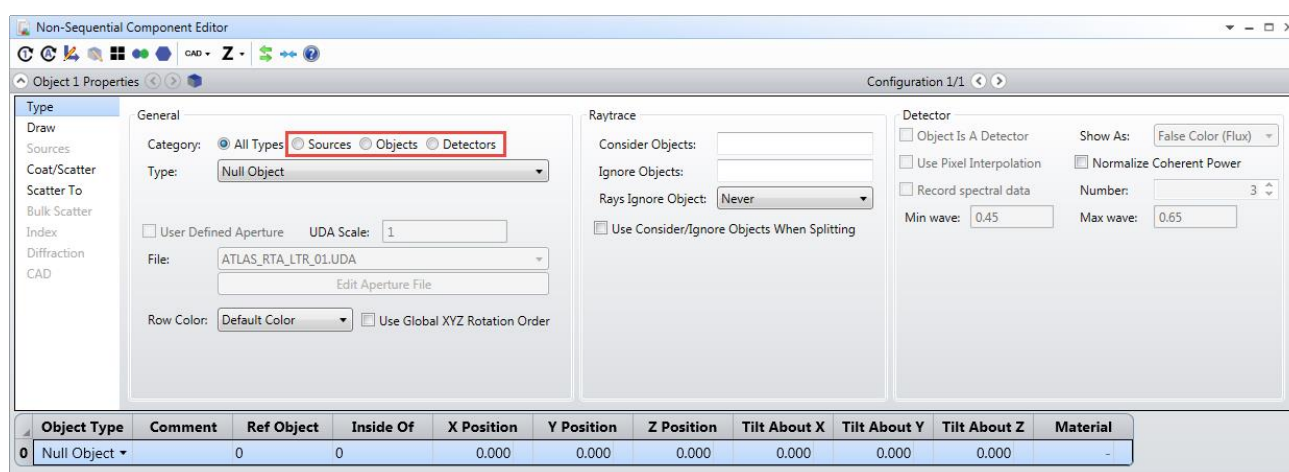 Non-Sequential Component Editor
CAD Z
Object 1 Properties Configuration 1/1
Type
Draw
Sources
Coat/Scatter
Scatter To
Bulk Scatter
Index
Diffraction
CAD
General
Category: All Types Sources Objects Detectors
Type: Null Object
User Defined Aperture UDA Scale: 1
File: ATLAS_RTA_LTR_01.UDA
Edit Aperture File
Row Color: Default Color Use Global XYZ Rotation Order
Raytrace
Consider Objects:
Ignore Objects:
Rays Ignore Object: Never
Use Consider/Ignore Objects When Splitting
Detector
Object Is A Detector Show As: False Color (Flux)
Use Pixel Interpolation Normalize Coherent Power
Record spectral data Number: 3
Min wave: 0.45 Max wave: 0.65
Object Type Comment Ref Object Inside Of X Position Y Position Z Position Tilt About X Tilt About Y Tilt About Z Material
0 Null Object 0 0 0.000 0.000 0.000 0.000 0.000 0.000 -